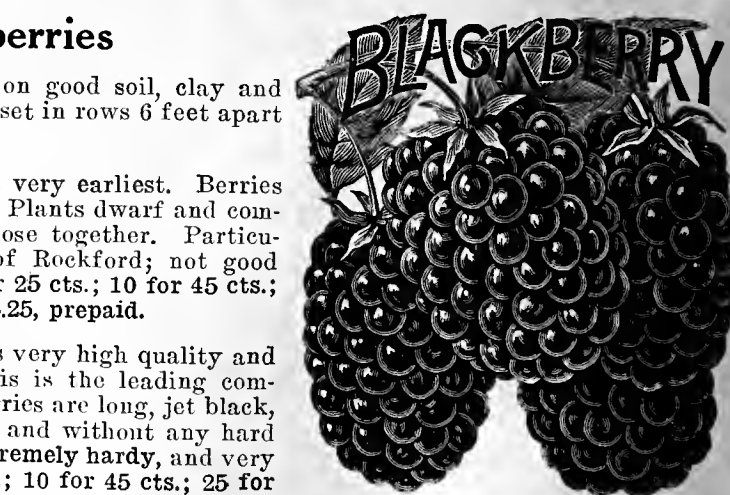 berries
on good soil, clay and
set in rows 6 feet apart
very earliest. Berries
Plants dwarf and com-
ose together. Particu-
of Rockford; not good
25 cts.; 10 for 45 cts.;
.25, prepaid.
s very high quality and
is is the leading com-
rries are long, jet black,
and without any hard
remely hardy, and very
; 10 for 45 cts.; 25 for
BLACKBERRY